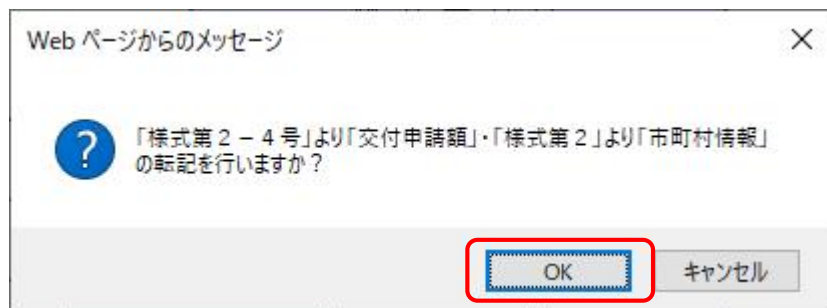 Web ページからのメッセージ
「様式第２－４号」より「交付申請額」・「様式第２」より「市町村情報」
の転記を行いますか？
OK
キャンセル